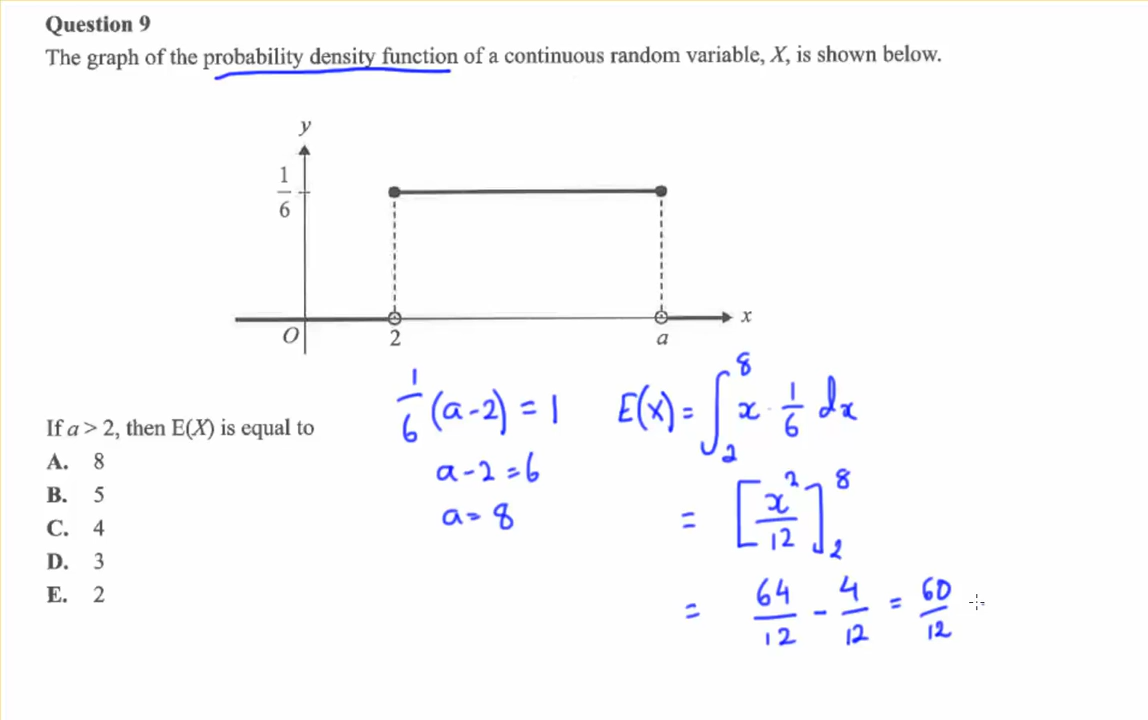 Question 9
The graph of the probability density function of a continuous random variable, X, is shown below.
y
1/6
O
2
a
x
If a > 2, then E(X) is equal to
A. 8
B. 5
C. 4
D. 3
E. 2
1/6 (a-2) = 1
a-2 = 6
a = 8
E(x) = ∫₂⁸ x · 1/6 dx
= [x²/12]₂⁸
= 64/12 - 4/12 = 60/12